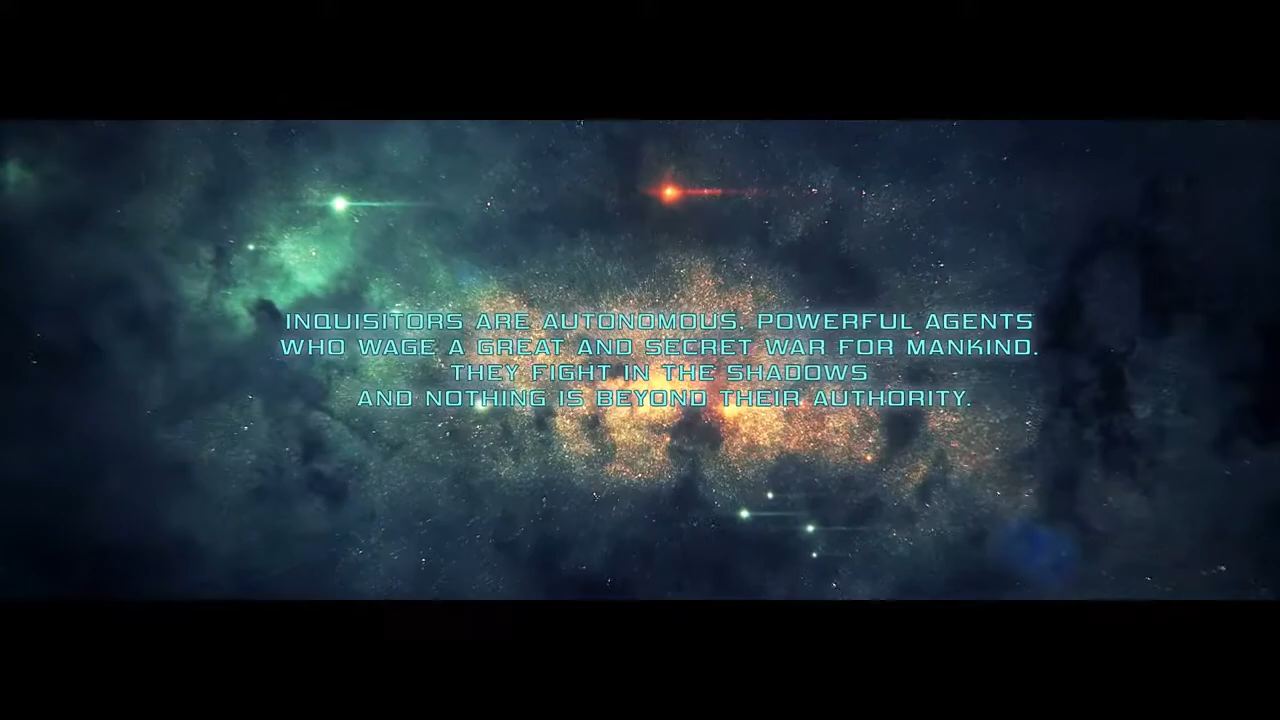 INQUISITORS ARE AUTONOMOUS, POWERFUL AGENTS
WHO WAGE A GREAT AND SECRET WAR FOR MANKIND.
THEY FIGHT IN THE SHADOWS
AND NOTHING IS BEYOND THEIR AUTHORITY.